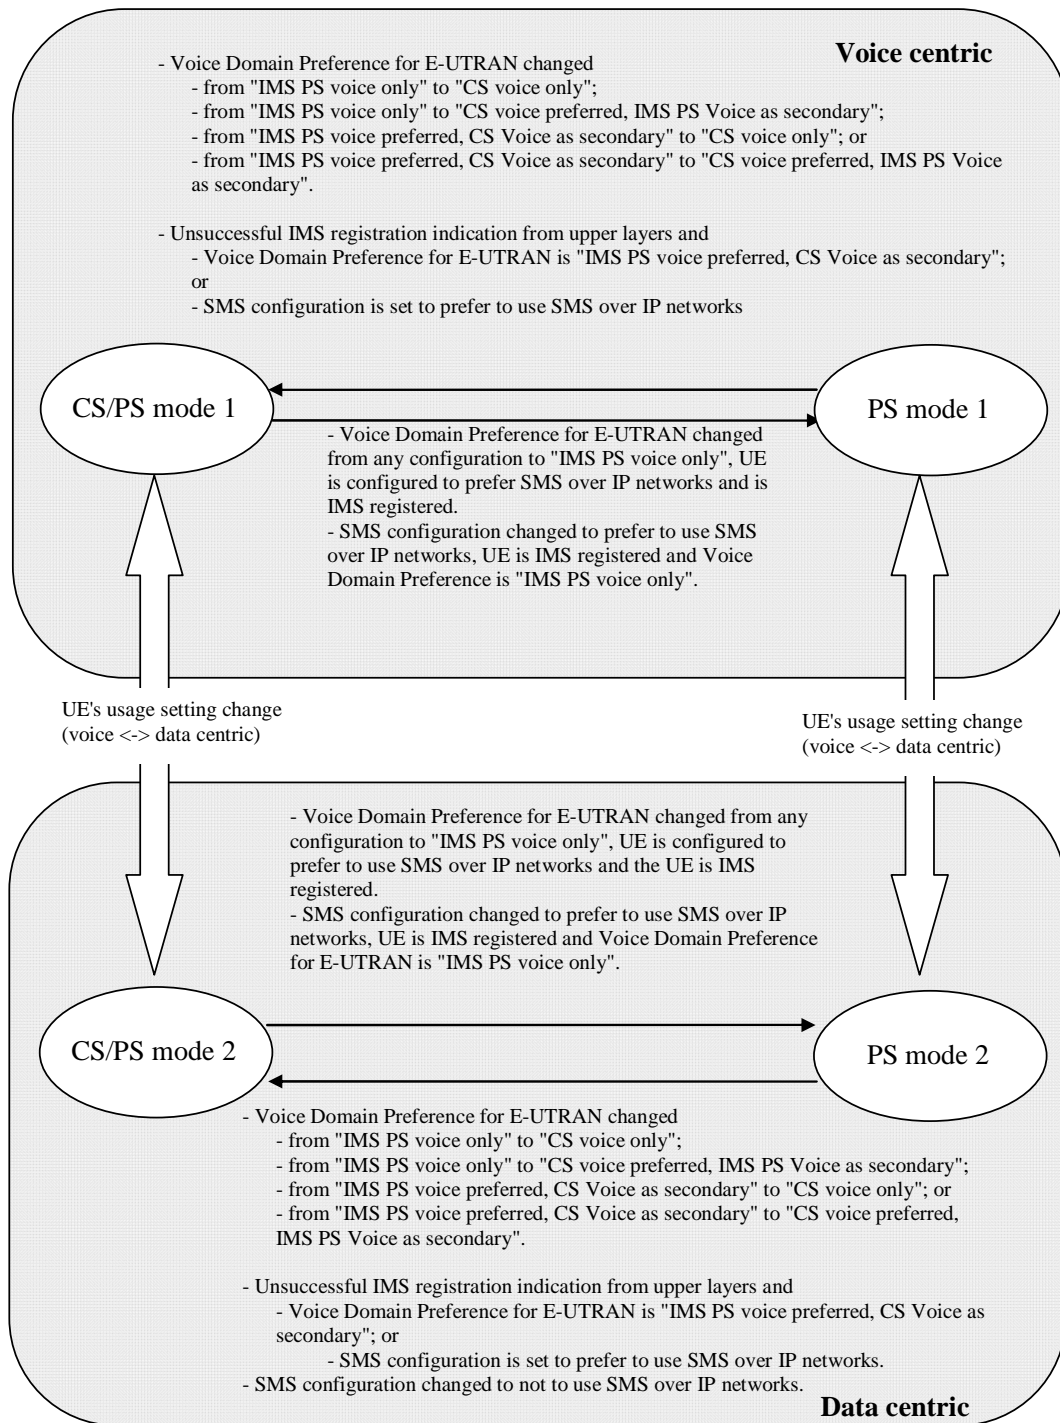 Voice centric
- Voice Domain Preference for E-UTRAN changed
- from "IMS PS voice only" to "CS voice only";
- from "IMS PS voice only" to "CS voice preferred, IMS PS Voice as secondary";
- from "IMS PS voice preferred, CS Voice as secondary" to "CS voice only"; or
- from "IMS PS voice preferred, CS Voice as secondary" to "CS voice preferred, IMS PS Voice
as secondary".
- Unsuccessful IMS registration indication from upper layers and
- Voice Domain Preference for E-UTRAN is "IMS PS voice preferred, CS Voice as secondary";
or
- SMS configuration is set to prefer to use SMS over IP networks
CS/PS mode 1
PS mode 1
- Voice Domain Preference for E-UTRAN changed
from any configuration to "IMS PS voice only", UE
is configured to prefer SMS over IP networks and is
IMS registered.
- SMS configuration changed to prefer to use SMS
over IP networks, UE is IMS registered and Voice
Domain Preference is "IMS PS voice only".
UE's usage setting change
(voice <-> data centric)
UE's usage setting change
(voice <-> data centric)
- Voice Domain Preference for E-UTRAN changed from any
configuration to "IMS PS voice only", UE is configured to
prefer to use SMS over IP networks and the UE is IMS
registered.
- SMS configuration changed to prefer to use SMS over IP
networks, UE is IMS registered and Voice Domain Preference
for E-UTRAN is "IMS PS voice only".
CS/PS mode 2
PS mode 2
- Voice Domain Preference for E-UTRAN changed
- from "IMS PS voice only" to "CS voice only";
- from "IMS PS voice only" to "CS voice preferred, IMS PS Voice as secondary";
- from "IMS PS voice preferred, CS Voice as secondary" to "CS voice only"; or
- from "IMS PS voice preferred, CS Voice as secondary" to "CS voice preferred,
IMS PS Voice as secondary".
- Unsuccessful IMS registration indication from upper layers and
- Voice Domain Preference for E-UTRAN is "IMS PS voice preferred, CS Voice as
secondary"; or
- SMS configuration is set to prefer to use SMS over IP networks.
- SMS configuration changed to not to use SMS over IP networks.
Data centric